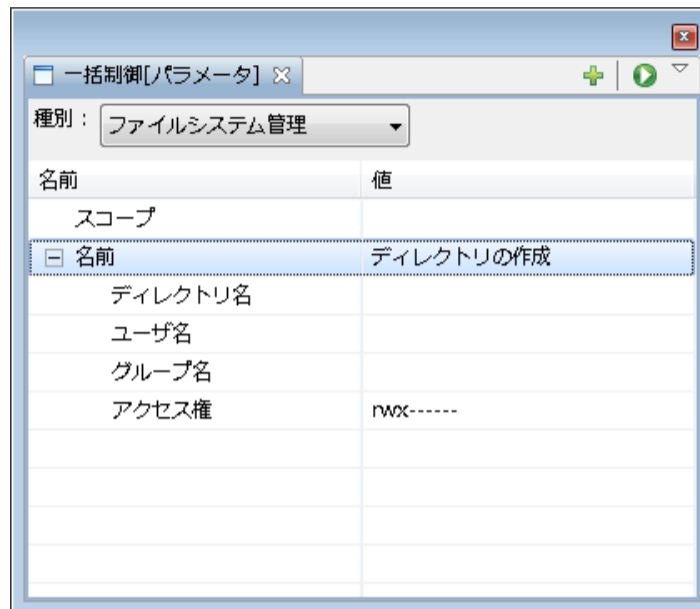 一括制御[パラメータ]
種別： ファイルシステム管理
名前 値
スコープ
名前 ディレクトリの作成
ディレクトリ名
ユーザ名
グループ名
アクセス権 rwx------